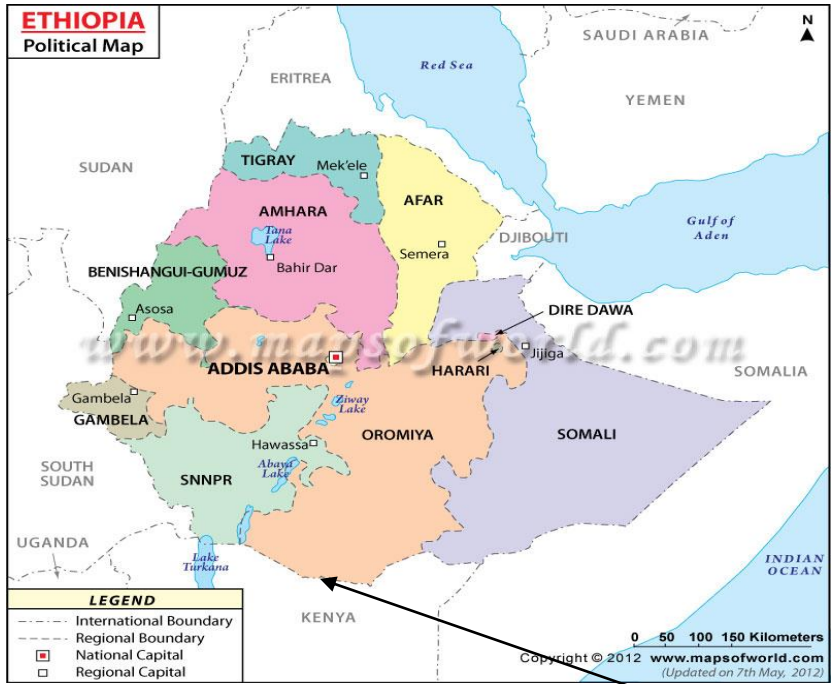 ETHIOPIA
Political Map
N
SAUDI ARABIA
Red Sea
ERITREA
YEMEN
SUDAN
TIGRAY
Mek'ele
AFAR
AMHARA
Tana
Lake
Gulf of
Aden
DJIBOUTI
Semera
BENISHANGUI-GUMUZ
Bahir Dar
Asosa
DIRE DAWA
www.mapsofworld.com
Jijiga
ADDIS ABABA
HARARI
SOMALIA
Gambela
GAMBELA
Ziway
Lake
Hawassa
OROMIYA
SOMALI
SOUTH
SUDAN
Abaya
Lake
SNNPR
UGANDA
Lake
Turkana
INDIAN
OCEAN
LEGEND
International Boundary
Regional Boundary
National Capital
Regional Capital
KENYA
0 50 100 150 Kilometers
Copyright © 2012 www.mapsofworld.com
(Updated on 7th May, 2012)